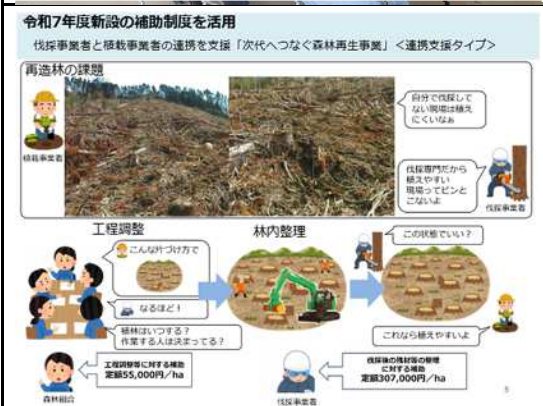 令和7年度新設の補助制度を活用
伐採事業者と植栽事業者の連携を支援「次代へつなぐ森林再生事業」＜連携支援タイプ＞
再造林の課題
自分で伐採して
ない現場は植え
にくいなぁ
植栽事業者
伐採専門だから
植えやすい
現場ってピンと
こないよ
伐採事業者
工程調整
林内整理
こんな片づけ方で
この状態でいい？
なるほど！
植林はいつする？
作業する人は決まってる？
これなら植えやすいよ
工程調整等に対する補助
定額55,000円／ha
森林組合
伐採後の残材等の整理
に対する補助
定額307,000円／ha
伐採事業者
5